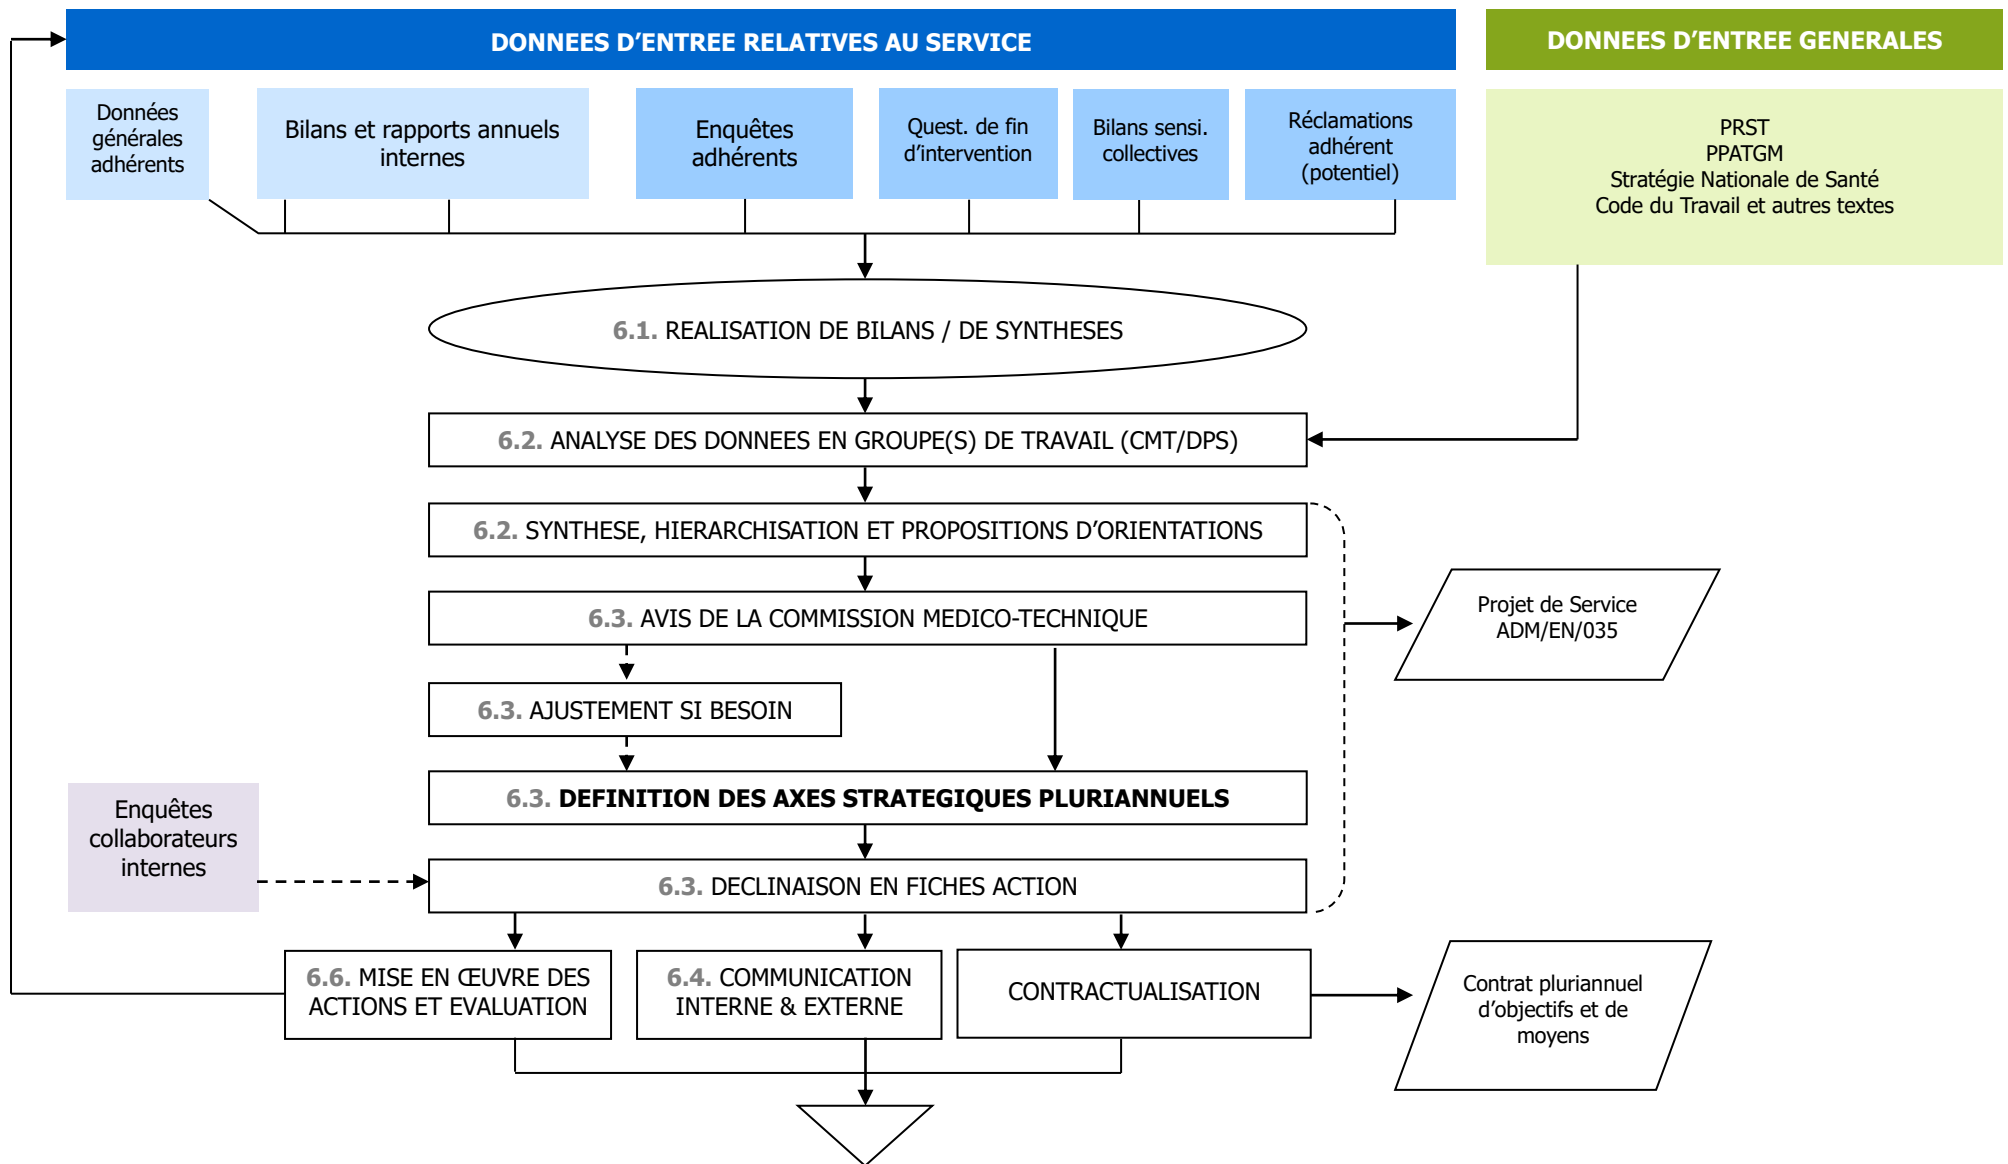 DONNEES D'ENTREE RELATIVES AU SERVICE
DONNEES D'ENTREE GENERALES
Données
générales
adhérents
Bilans et rapports annuels
internes
Enquêtes
adhérents
Quest. de fin
d'intervention
Bilans sensi.
collectives
Réclamations
adhérent
(potentiel)
PRST
PPATGM
Stratégie Nationale de Santé
Code du Travail et autres textes
6.1. REALISATION DE BILANS / DE SYNTHESES
6.2. ANALYSE DES DONNEES EN GROUPE(S) DE TRAVAIL (CMT/DPS)
6.2. SYNTHESE, HIERARCHISATION ET PROPOSITIONS D'ORIENTATIONS
6.3. AVIS DE LA COMMISSION MEDICO-TECHNIQUE
Projet de Service
ADM/EN/035
6.3. AJUSTEMENT SI BESOIN
6.3. DEFINITION DES AXES STRATEGIQUES PLURIANNUELS
Enquêtes
collaborateurs
internes
6.3. DECLINAISON EN FICHES ACTION
6.6. MISE EN ŒUVRE DES
ACTIONS ET EVALUATION
6.4. COMMUNICATION
INTERNE & EXTERNE
CONTRACTUALISATION
Contrat pluriannuel
d'objectifs et de
moyens